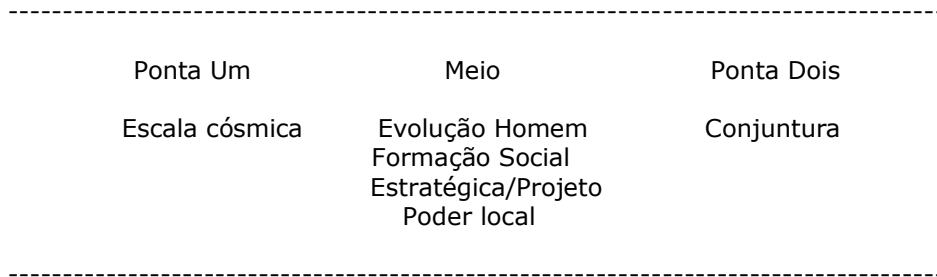 Ponta Um Meio Ponta Dois
Escala cósmica Evolução Homem Conjuntura
Formação Social
Estratégica/Projeto
Poder local